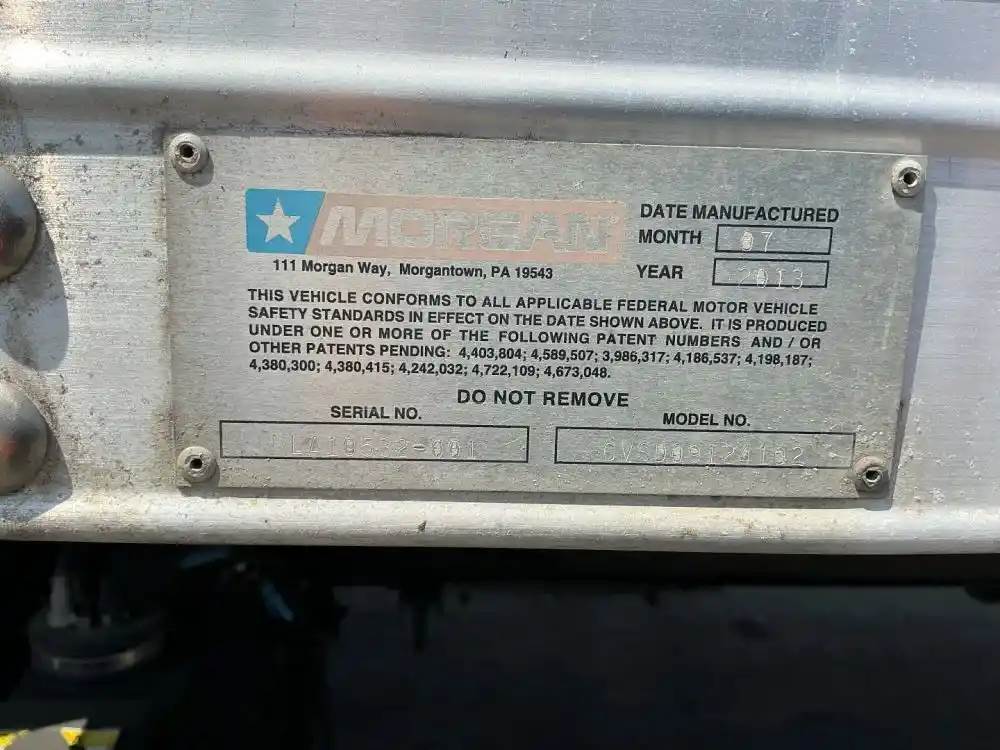 MORGAN
111 Morgan Way, Morgantown, PA 19543
DATE MANUFACTURED
MONTH 07
YEAR 2013
THIS VEHICLE CONFORMS TO ALL APPLICABLE FEDERAL MOTOR VEHICLE
SAFETY STANDARDS IN EFFECT ON THE DATE SHOWN ABOVE. IT IS PRODUCED
UNDER ONE OR MORE OF THE FOLLOWING PATENT NUMBERS AND / OR
OTHER PATENTS PENDING: 4,403,804; 4,589,507; 3,986,317; 4,186,537; 4,198,187;
4,380,300; 4,380,415; 4,242,032; 4,722,109; 4,673,048.
DO NOT REMOVE
SERIAL NO.
MODEL NO.